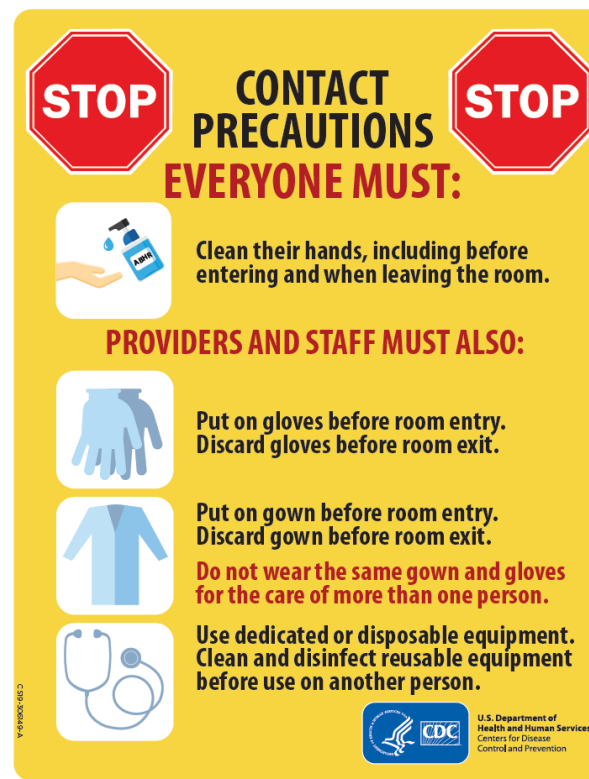 STOP
CONTACT
PRECAUTIONS
STOP
EVERYONE MUST:
ABHR
Clean their hands, including before
entering and when leaving the room.
PROVIDERS AND STAFF MUST ALSO:
Put on gloves before room entry.
Discard gloves before room exit.
Put on gown before room entry.
Discard gown before room exit.
Do not wear the same gown and gloves
for the care of more than one person.
Use dedicated or disposable equipment.
Clean and disinfect reusable equipment
before use on another person.
CDC
U.S. Department of
Health and Human Services
Centers for Disease
Control and Prevention